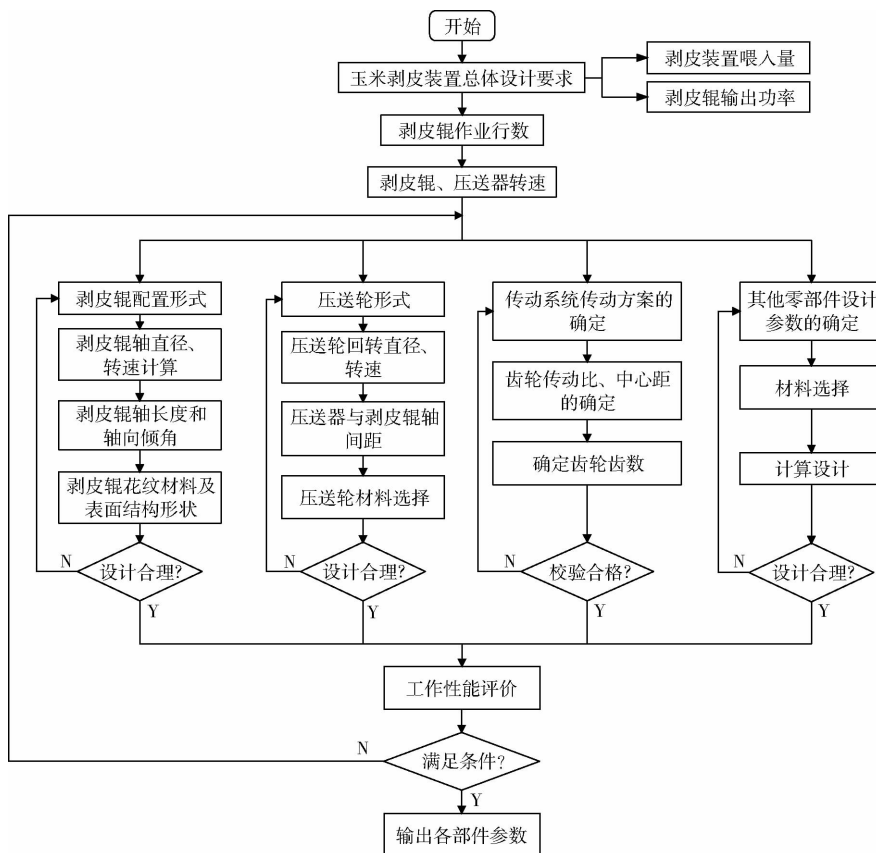 开始
玉米剥皮装置总体设计要求
剥皮装置喂入量
剥皮辊输出功率
剥皮辊作业行数
剥皮辊、压送器转速
剥皮辊配置形式
剥皮辊轴直径、
转速计算
剥皮辊轴长度和
轴向倾角
剥皮辊花纹材料及
表面结构形状
N
设计合理?
Y
压送轮形式
压送轮回转直径、
转速
压送器与剥皮辊轴
间距
压送轮材料选择
N
设计合理?
Y
传动系统传动方案的
确定
齿轮传动比、中心距
的确定
确定齿轮齿数
N
校验合格?
Y
其他零部件设计
参数的确定
材料选择
计算设计
N
设计合理?
Y
工作性能评价
N
满足条件?
Y
输出各部件参数